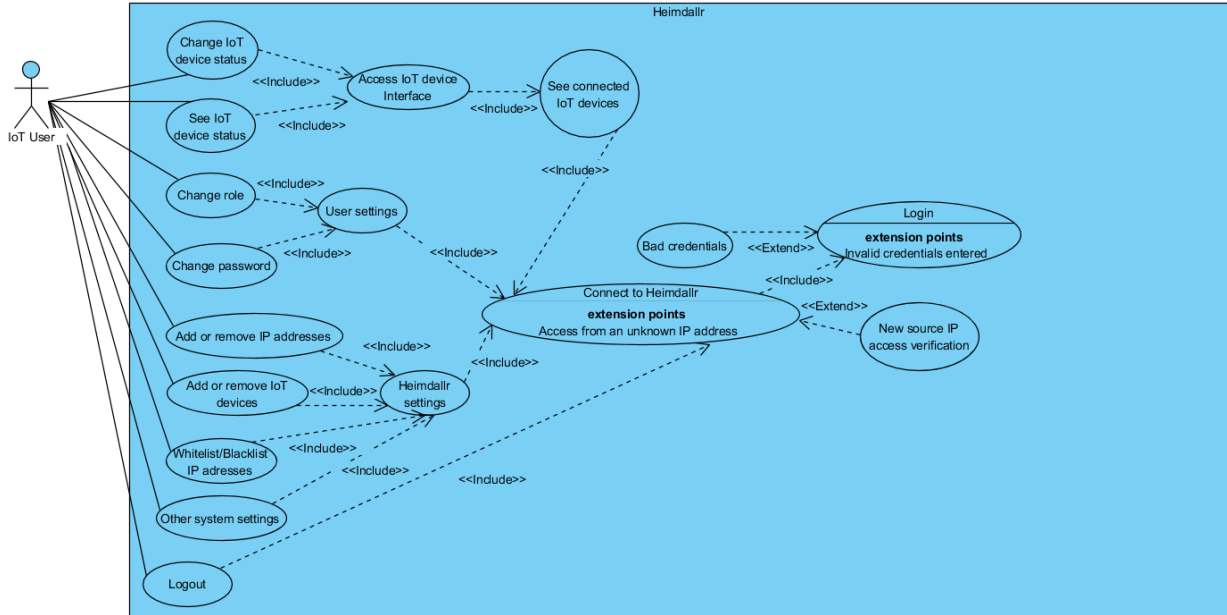 Heimdallr
Change IoT
device status
<<Include>>
Access IoT device
Interface
<<Include>>
See connected
IoT devices
IoT User
See IoT
device status
<<Include>>
<<Include>>
Change role
<<Include>>
User settings
Change password
<<Include>>
<<Include>>
Bad credentials
<<Extend>>
Login
extension points
Invalid credentials entered
<<Include>>
Connect to Heimdallr
extension points
Access from an unknown IP address
<<Extend>>
New source IP
access verification
Add or remove IP addresses
<<Include>>
<<Include>>
Add or remove IoT
devices
<<Include>>
Heimdallr
settings
Whitelist/Blacklist
IP adresses
<<Include>>
<<Include>>
<<Include>>
Other system settings
Logout